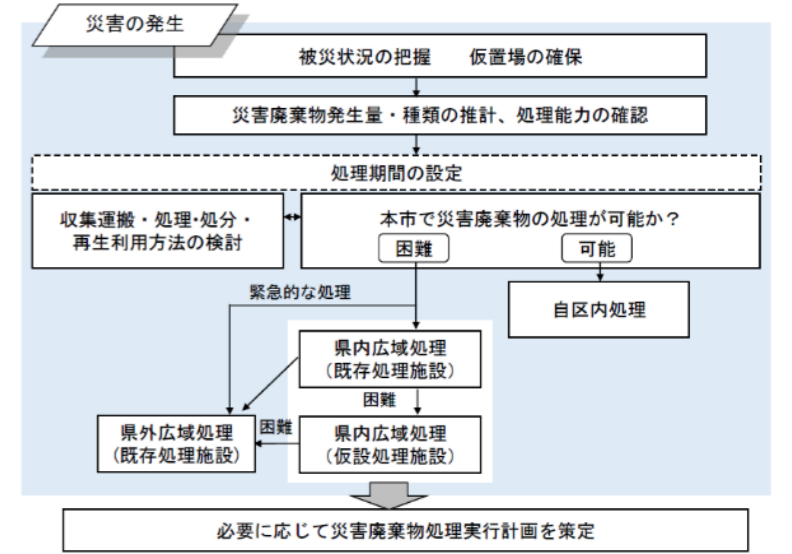 災害の発生
被災状況の把握　　仮置場の確保
災害廃棄物発生量・種類の推計、処理能力の確認
処理期間の設定
収集運搬・処理・処分・
再生利用方法の検討
本市で災害廃棄物の処理が可能か？
困難
可能
自区内処理
緊急的な処理
県内広域処理
（既存処理施設）
困難
県外広域処理
（既存処理施設）
困難
県内広域処理
（仮設処理施設）
必要に応じて災害廃棄物処理実行計画を策定